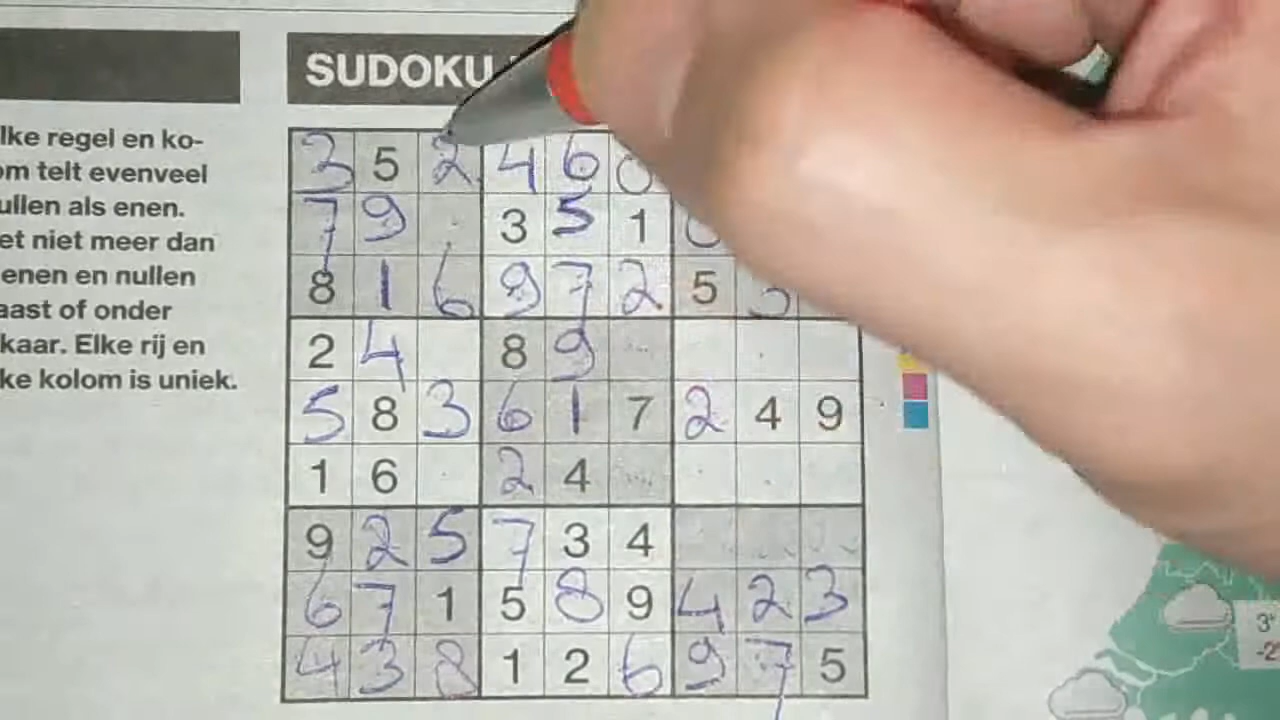 SUDOKU
lke regel en ko-
om telt evenveel
ullen als enen.
et niet meer dan
enen en nullen
aast of onder
kaar. Elke rij en
ke kolom is uniek.
3 5 2 4 6
7 9 3 5 1
8 1 6 9 7 2 5
2 4 8 9
5 8 3 6 1 7 2 4 9
1 6 2 4
9 2 5 7 3 4
6 7 1 5 8 9 4 2 3
4 3 8 1 2 6 9 7 5
3°
-2